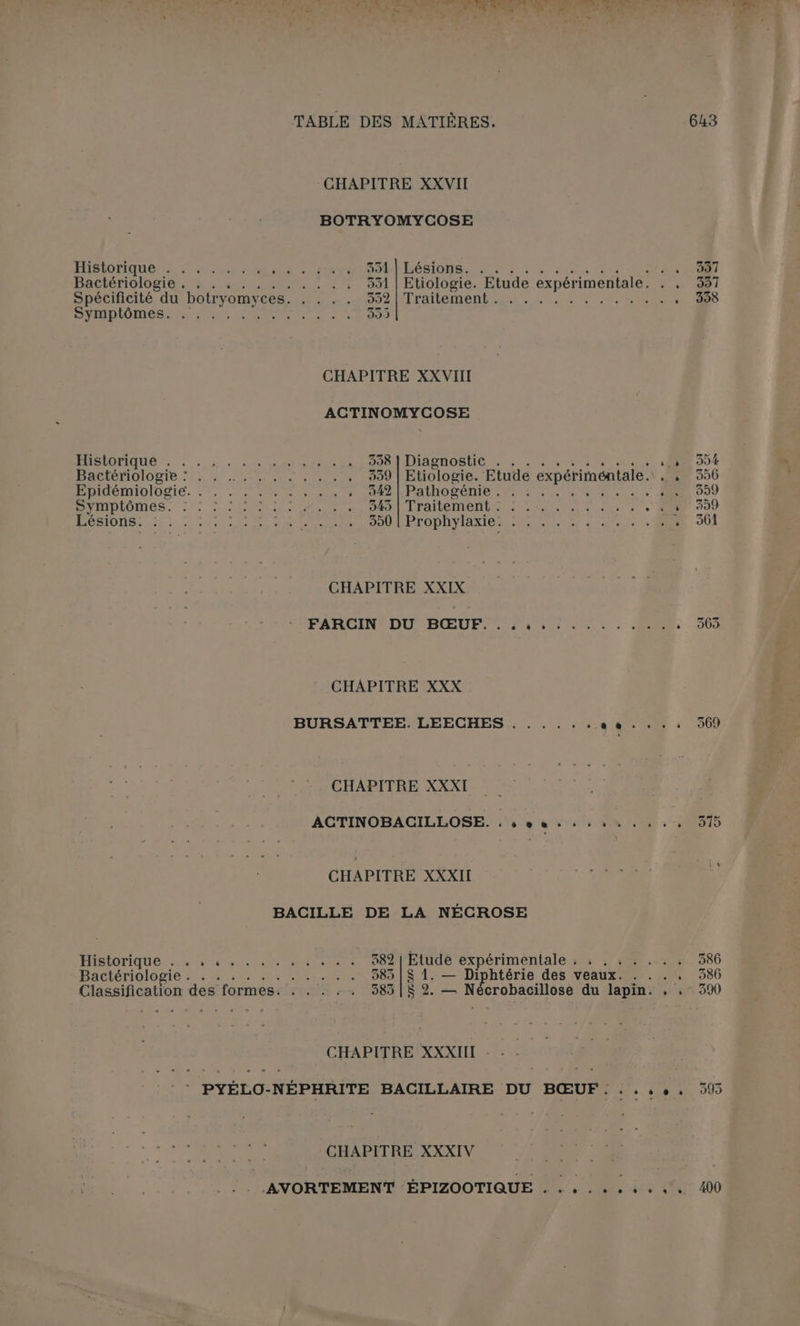 TABLE DES MATIÈRES. 643
CHAPITRE XXVII
BOTRYOMYCOSE
Historique . . . . . . . . . . . . . 331
Bactériologie . . . . . . . . . . . . 331
Spécificité du botryomyces. . . . . 332
Symptômes. . . . . . . . . . . . . 333
Lésions. . . . . . . . . . . . . . . 337
Etiologie. Etude expérimentale. . . 337
Traitement . . . . . . . . . . . . . 338
CHAPITRE XXVIII
ACTINOMYCOSE
Historique . . . . . . . . . . . . . 338
Bactériologie . . . . . . . . . . . . 339
Epidémiologie. . . . . . . . . . . . 342
Symptômes. . . . . . . . . . . . . 343
Lésions. . . . . . . . . . . . . . . 350
Diagnostic . . . . . . . . . . . . . 354
Etiologie. Etude expérimentale. . . 356
Pathogénie . . . . . . . . . . . . . 359
Traitement . . . . . . . . . . . . . 359
Prophylaxie. . . . . . . . . . . . . 361
CHAPITRE XXIX
FARCIN DU BŒUF. . . . . . . . . . . . . . 363
CHAPITRE XXX
BURSATTEE. LEECHES . . . . . . . . . . . . 369
CHAPITRE XXXI
ACTINOBACILLOSE. . . . . . . . . . . . . . 375
CHAPITRE XXXII
BACILLE DE LA NÉCROSE
Historique . . . . . . . . . . . . . 382
Bactériologie . . . . . . . . . . . . 383
Classification des formes. . . . . . 383
Etude expérimentale . . . . . . . . 386
§ 1. — Diphtérie des veaux. . . . . 386
§ 2. — Nécrobacillose du lapin. . . 390
CHAPITRE XXXIII
PYÉLO-NÉPHRITE BACILLAIRE DU BŒUF . . . . . . 393
CHAPITRE XXXIV
AVORTEMENT ÉPIZOOTIQUE . . . . . . . . . . 400